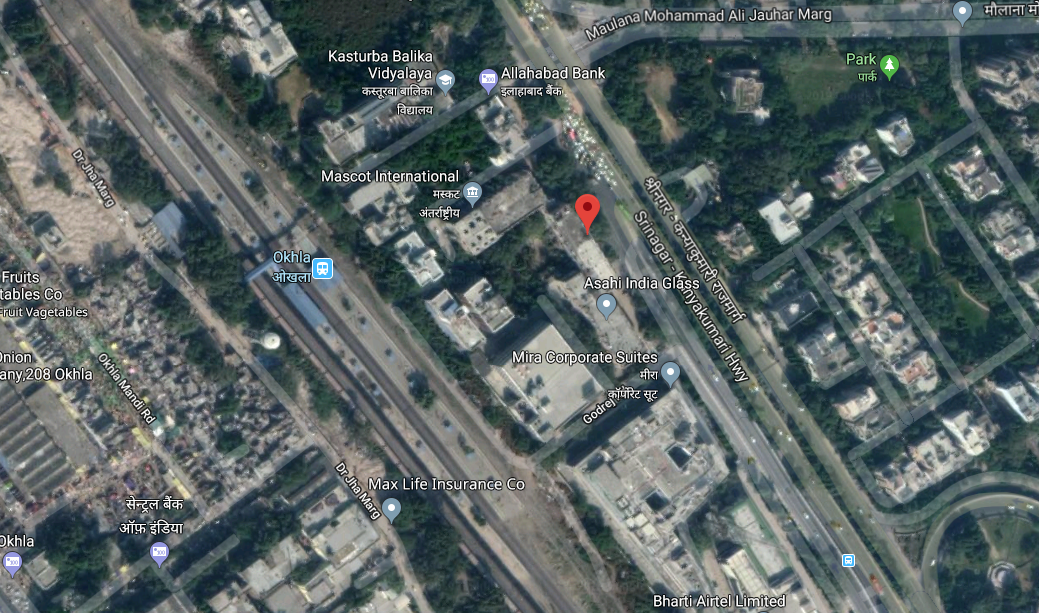 Maulana Mohammad Ali Jauhar Marg
मौलाना मो
Kasturba Balika
Vidyalaya
कस्तूरबा बालिका
विद्यालय
Allahabad Bank
इलाहाबाद बैंक
Park
पार्क
Dr Jha Marg
Mascot International
मस्कट
अंतर्राष्ट्रीय
श्रीनगर - कन्याकुमारी राजमार्ग
Srinagar - Kanyakumari Hwy
Okhla
ओखला
Fruits
tables Co
Fruit Vagetables
Asahi India Glass
Onion
any,208 Okhla
Okhla Mandi Rd
Mira Corporate Suites
मीरा
कॉर्पोरेट सूट
Godrej
Dr Jha Marg
Max Life Insurance Co
सेन्ट्रल बैंक
ऑफ़ इंडिया
Okhla
Bharti Airtel Limited